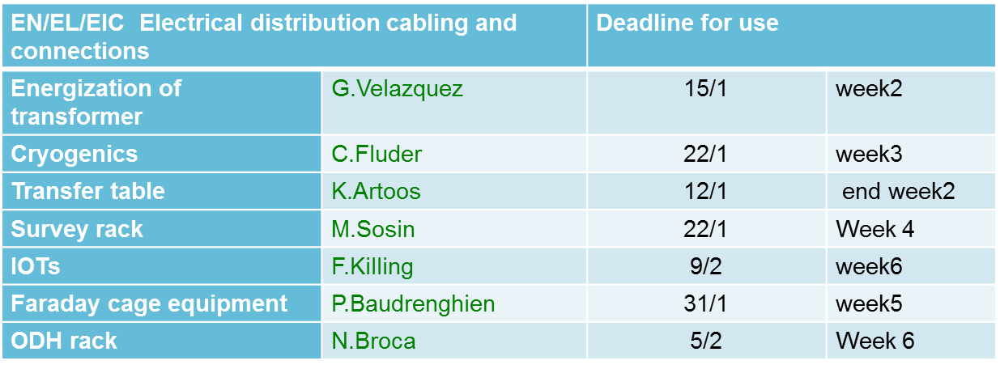 EN/EL/EIC Electrical distribution cabling and Deadline for use
connections
Energization of G.Velazquez 15/1 week2
transformer
Cryogenics C.Fluder 22/1 week3
Transfer table K.Artoos 12/1 end week2
Survey rack M.Sosin 22/1 Week 4
IOTs F.Killing 9/2 week6
Faraday cage equipment P.Baudrenghien 31/1 week5
ODH rack N.Broca 5/2 Week 6